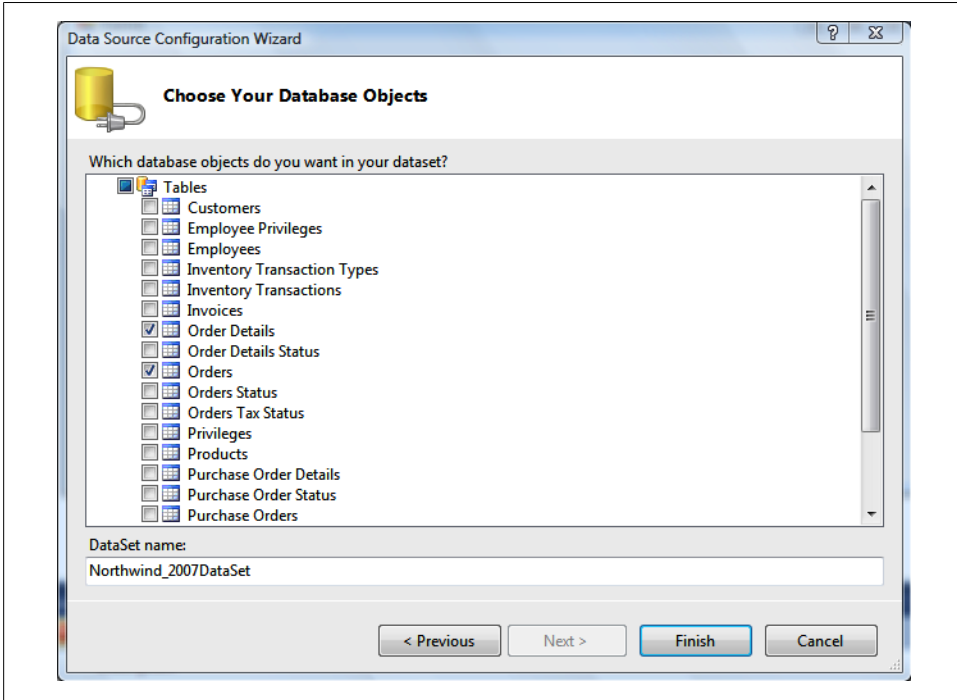 Data Source Configuration Wizard
Choose Your Database Objects
Which database objects do you want in your dataset?
Tables
Customers
Employee Privileges
Employees
Inventory Transaction Types
Inventory Transactions
Invoices
Order Details
Order Details Status
Orders
Orders Status
Orders Tax Status
Privileges
Products
Purchase Order Details
Purchase Order Status
Purchase Orders
DataSet name:
Northwind_2007DataSet
< Previous
Next >
Finish
Cancel